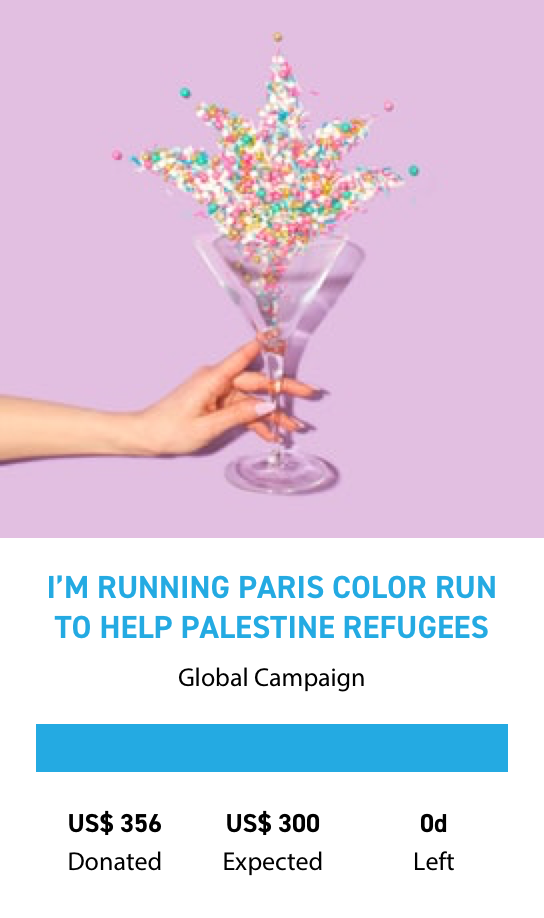 I'M RUNNING PARIS COLOR RUN
TO HELP PALESTINE REFUGEES
Global Campaign
US$ 356 US$ 300 0d
Donated Expected Left